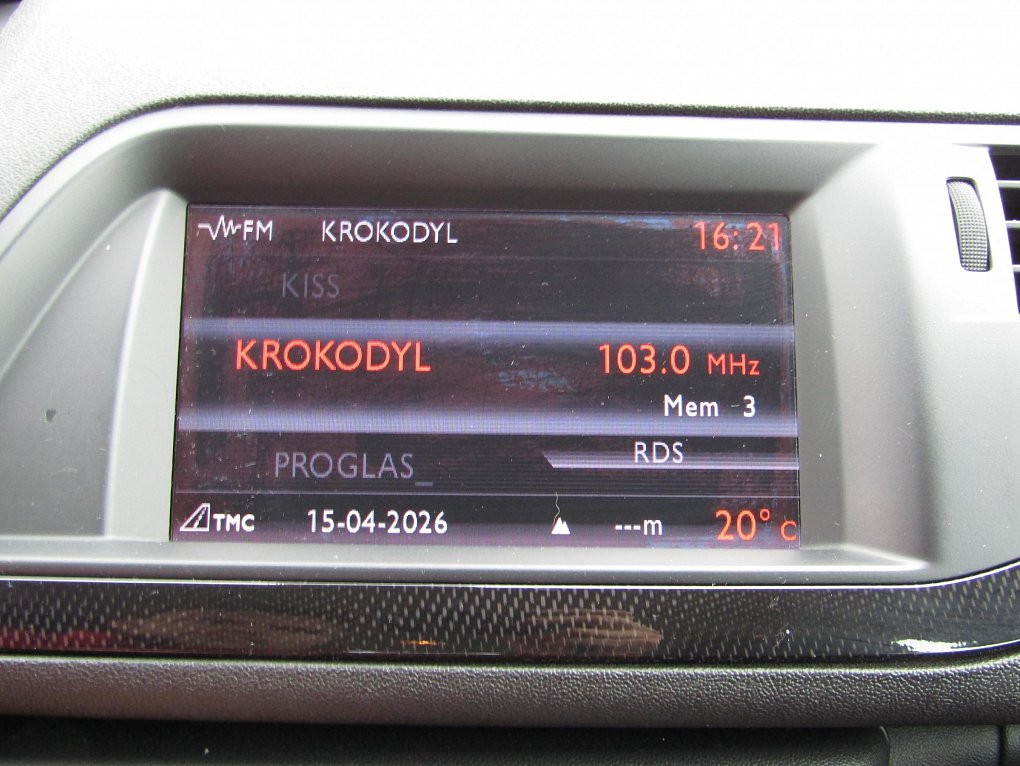 FM KROKODYL 16:21
KISS
KROKODYL 103.0 MHz
Mem 3
PROGLAS_ RDS
TMC 15-04-2026 ---m 20°C